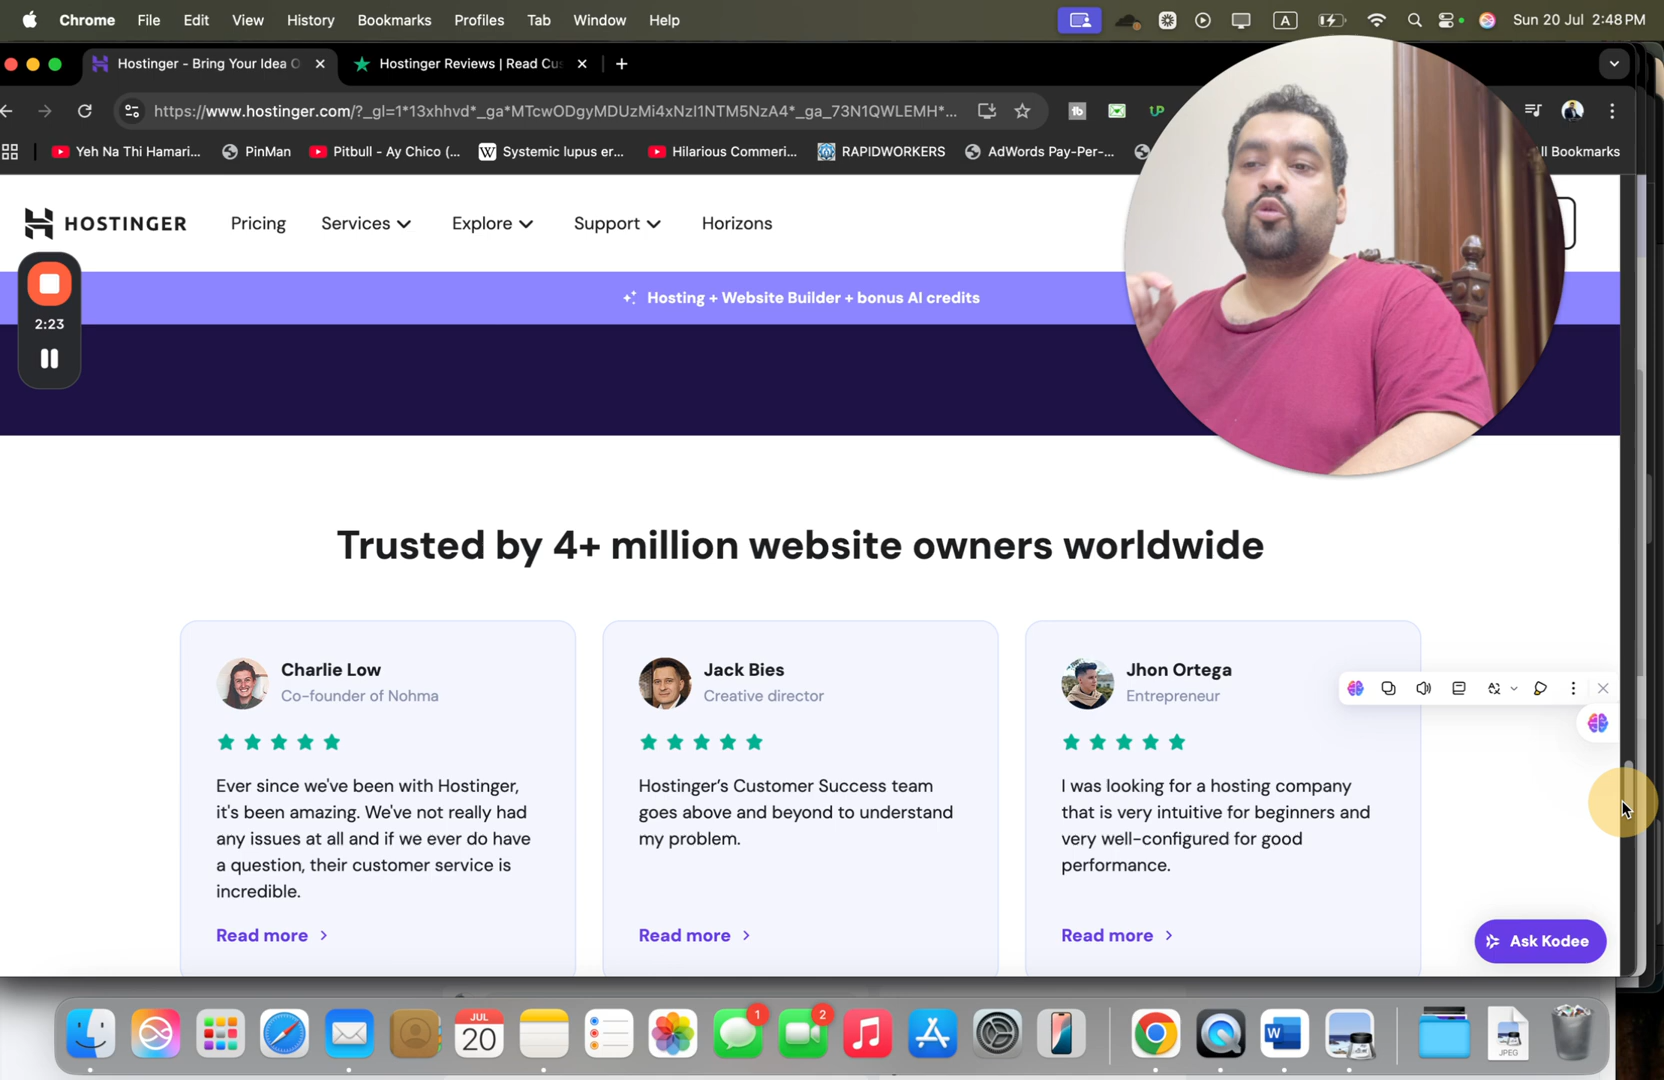 Chrome File Edit View History Bookmarks Profiles Tab Window Help A Sun 20 Jul 2:48 PM
Hostinger - Bring Your Idea O
Hostinger Reviews | Read Cu
https://www.hostinger.com/?_gl=1*13xhhvd*_ga*MTcwODgyMDUzMi4xNzI1NTM5NzA4*_ga_73N1QWLEMH*...
Yeh Na Thi Hamari... PinMan Pitbull - Ay Chico (... Systemic lupus er... Hilarious Commeri... RAPIDWORKERS AdWords Pay-Per-... ll Bookmarks
HOSTINGER Pricing Services Explore Support Horizons
Hosting + Website Builder + bonus AI credits
2:23
Trusted by 4+ million website owners worldwide
Charlie Low
Co-founder of Nohma
Ever since we've been with Hostinger,
it's been amazing. We've not really had
any issues at all and if we ever do have
a question, their customer service is
incredible.
Read more
Jack Bies
Creative director
Hostinger's Customer Success team
goes above and beyond to understand
my problem.
Read more
Jhon Ortega
Entrepreneur
I was looking for a hosting company
that is very intuitive for beginners and
very well-configured for good
performance.
Read more
Ask Kodee
JUL
20
1
2
W
JPEG